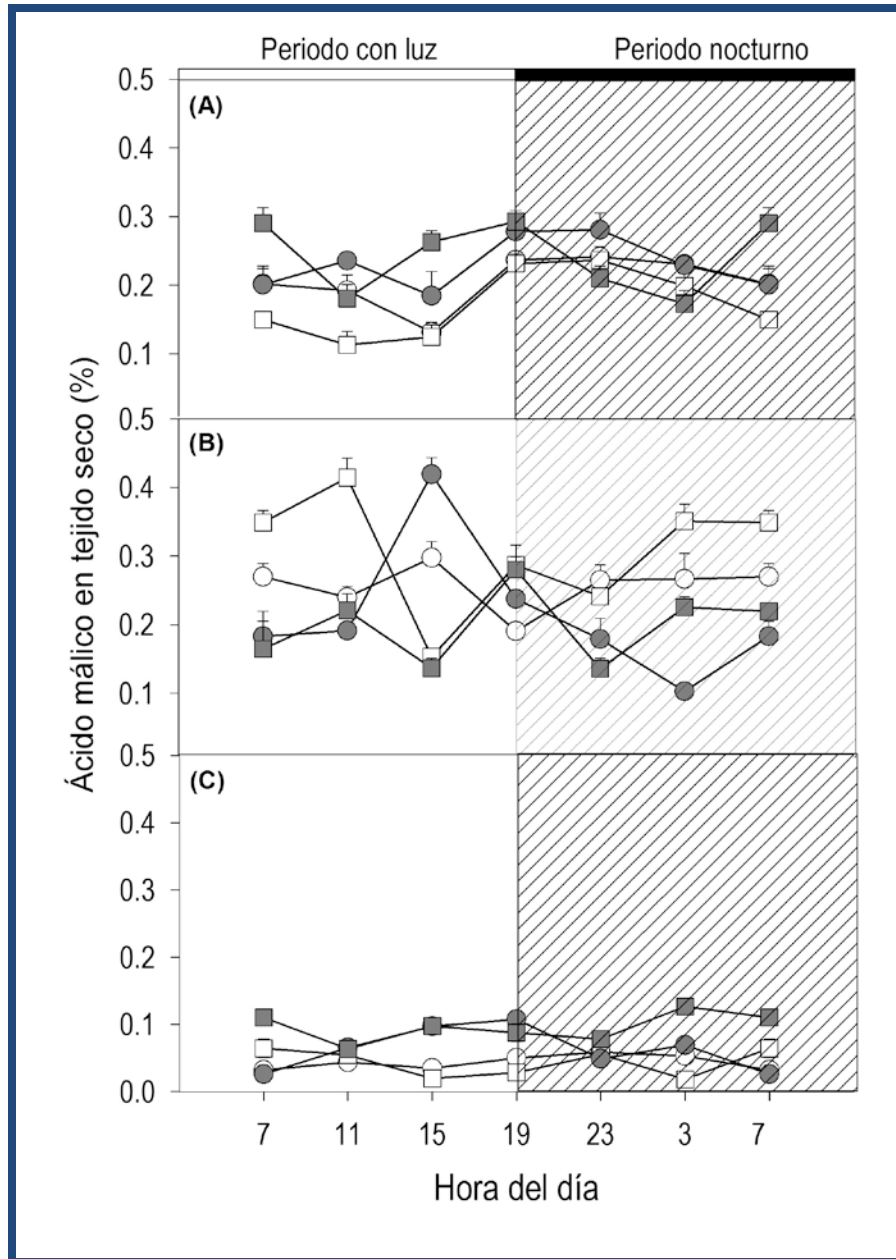 Periodo con luz Periodo nocturno
0.5
(A)
0.4
0.3
0.2
0.1
0.5
(B)
0.4
0.3
0.2
0.1
0.5
(C)
0.4
0.3
0.2
0.1
0.0
Ácido málico en tejido seco (%)
7 11 15 19 23 3 7
Hora del día